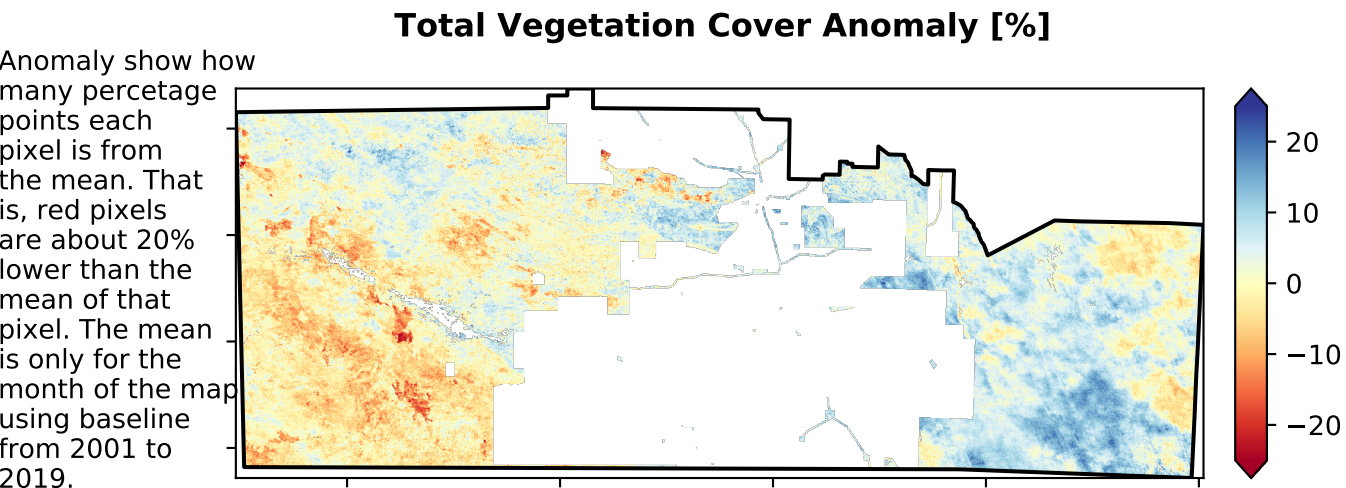 Total Vegetation Cover Anomaly [%]
Anomaly show how
many percetage
points each
pixel is from
the mean. That
is, red pixels
are about 20%
lower than the
mean of that
pixel. The mean
is only for the
month of the map
using baseline
from 2001 to
2019.
20
10
0
−10
−20